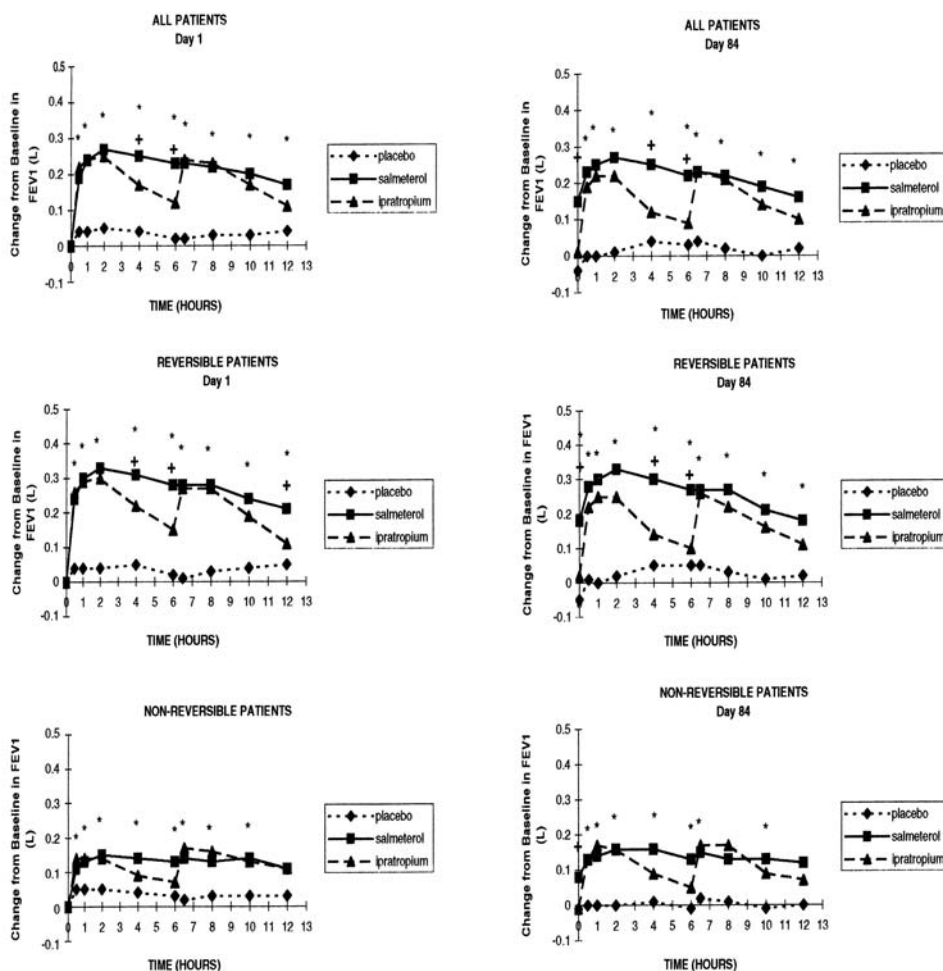 ALL PATIENTS
Day 1
Change from Baseline in
FEV1 (L)
0.5
0.4
0.3
0.2
0.1
0
-0.1
* * * * * * * * *
+ +
0 1 2 3 4 5 6 7 8 9 10 11 12 13
TIME (HOURS)
placebo
salmeterol
ipratropium
ALL PATIENTS
Day 84
Change from Baseline in
FEV1 (L)
0.5
0.4
0.3
0.2
0.1
0
-0.1
* * * * * * * * *
+ + +
0 1 2 3 4 5 6 7 8 9 10 11 12 13
TIME (HOURS)
placebo
salmeterol
ipratropium
REVERSIBLE PATIENTS
Day 1
Change from Baseline in
FEV1 (L)
0.5
0.4
0.3
0.2
0.1
0
-0.1
* * * * * * * * *
+ + +
0 1 2 3 4 5 6 7 8 9 10 11 12 13
TIME (HOURS)
placebo
salmeterol
ipratropium
REVERSIBLE PATIENTS
Day 84
Change from Baseline in FEV1
(L)
0.5
0.4
0.3
0.2
0.1
0
-0.1
* * * * * * * * * *
+ + +
0 1 2 3 4 5 6 7 8 9 10 11 12 13
TIME (HOURS)
placebo
salmeterol
ipratropium
NON-REVERSIBLE PATIENTS
Change from Baseline in FEV1
(L)
0.5
0.4
0.3
0.2
0.1
0
-0.1
* * * * * * * *
0 1 2 3 4 5 6 7 8 9 10 11 12 13
TIME (HOURS)
placebo
salmeterol
ipratropium
NON-REVERSIBLE PATIENTS
Day 84
Change from Baseline in FEV1
(L)
0.5
0.4
0.3
0.2
0.1
0
-0.1
* * * * * * *
+
0 1 2 3 4 5 6 7 8 9 10 11 12 13
TIME (HOURS)
placebo
salmeterol
ipratropium